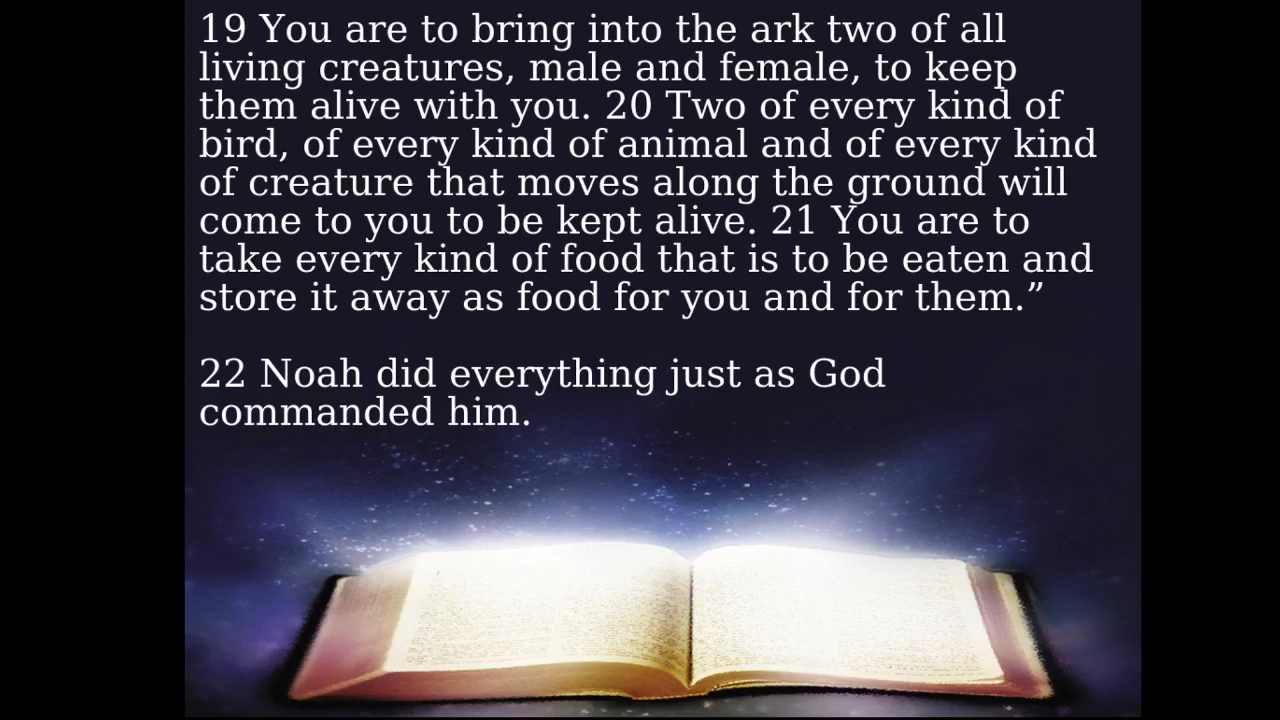 19 You are to bring into the ark two of all
living creatures, male and female, to keep
them alive with you. 20 Two of every kind of
bird, of every kind of animal and of every kind
of creature that moves along the ground will
come to you to be kept alive. 21 You are to
take every kind of food that is to be eaten and
store it away as food for you and for them.”
22 Noah did everything just as God
commanded him.